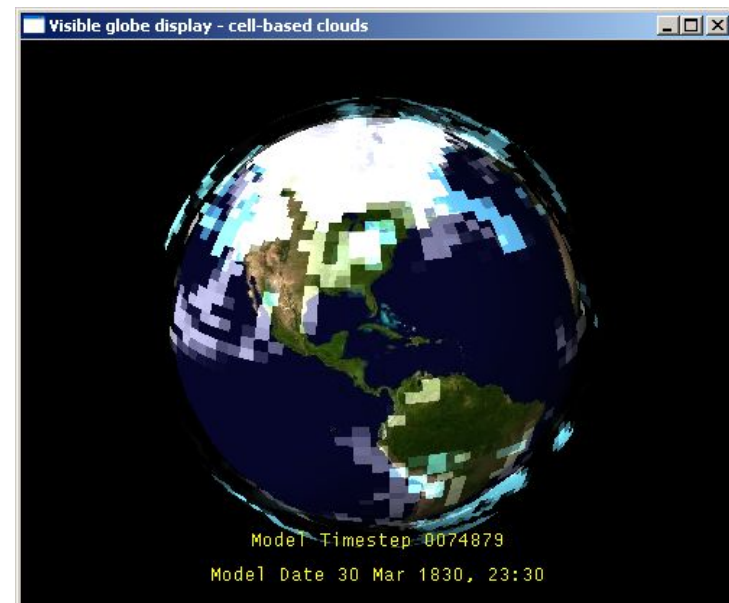 Visible globe display - cell-based clouds
Model Timestep 0074879
Model Date 30 Mar 1830, 23:30